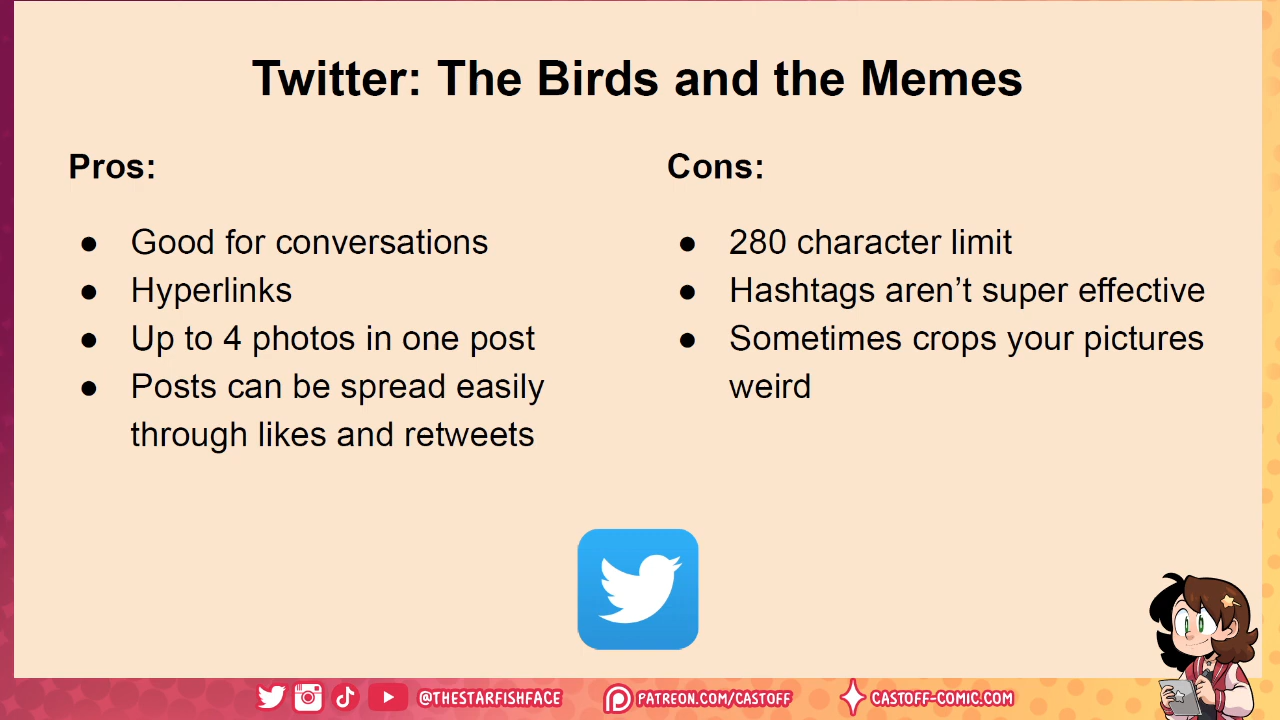 Twitter: The Birds and the Memes
Pros:
● Good for conversations
● Hyperlinks
● Up to 4 photos in one post
● Posts can be spread easily
through likes and retweets
Cons:
● 280 character limit
● Hashtags aren’t super effective
● Sometimes crops your pictures
weird
@THESTARFISHFACE
PATREON.COM/CASTOFF
CASTOFF-COMIC.COM